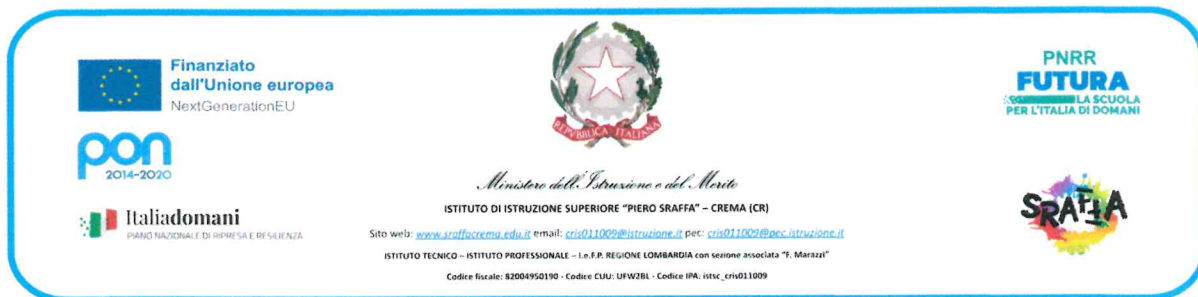 Finanziato
dall'Unione europea
NextGenerationEU
pon
2014-2020
Italiadomani
PIANO NAZIONALE DI RIPRESA E RESILIENZA
REPVBBLICA ITALIANA
Ministero dell'Istruzione e del Merito
ISTITUTO DI ISTRUZIONE SUPERIORE "PIERO SRAFFA" – CREMA (CR)
Sito web: www.sraffacrema.edu.it email: cris011009@istruzione.it pec: cris011009@pec.istruzione.it
ISTITUTO TECNICO – ISTITUTO PROFESSIONALE – I.e.F.P. REGIONE LOMBARDIA con sezione associata "F. Marazzi"
Codice fiscale: 82004950190 - Codice CUU: UFW2BL - Codice IPA: istsc_cris011009
PNRR
FUTURA
LA SCUOLA
PER L'ITALIA DI DOMANI
SRAFFA